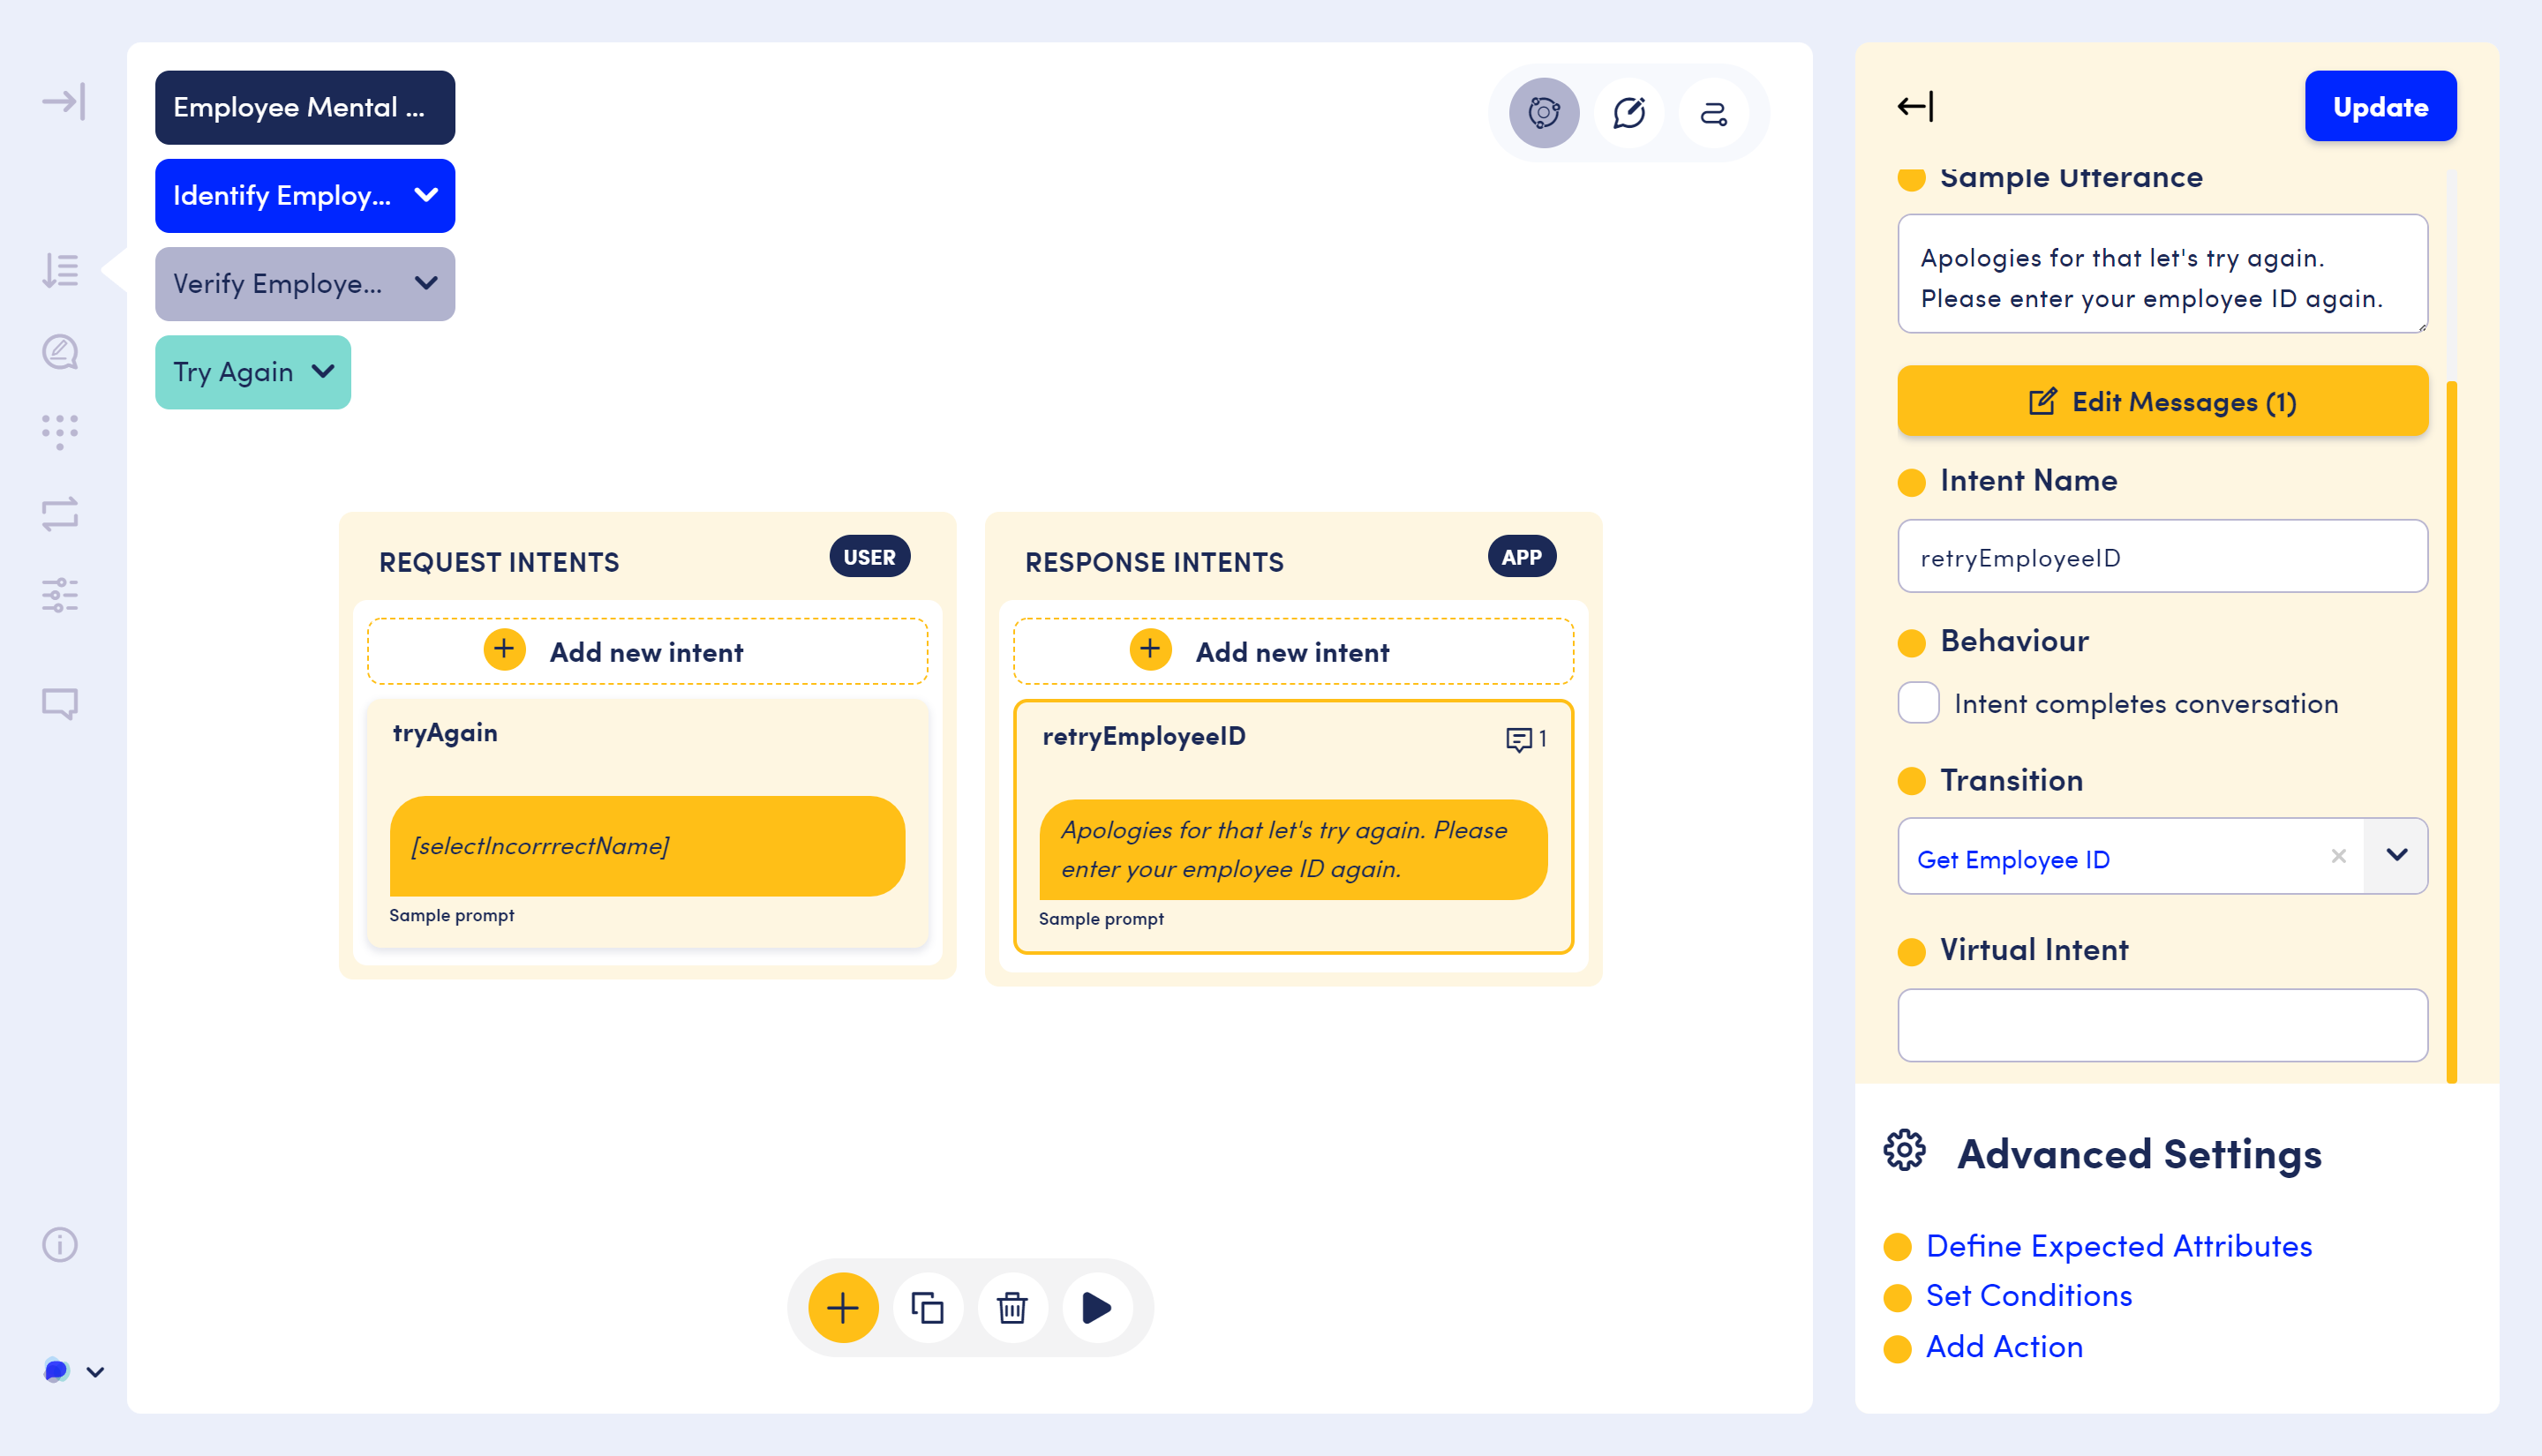 Employee Mental ...
Identify Employ...
Verify Employe...
Try Again
REQUEST INTENTS
USER
Add new intent
tryAgain
[selectIncorrrectName]
Sample prompt
RESPONSE INTENTS
APP
Add new intent
retryEmployeeID
1
Apologies for that let's try again. Please
enter your employee ID again.
Sample prompt
Update
Sample Utterance
Apologies for that let's try again.
Please enter your employee ID again.
Edit Messages (1)
Intent Name
retryEmployeeID
Behaviour
Intent completes conversation
Transition
Get Employee ID
Virtual Intent
Advanced Settings
Define Expected Attributes
Set Conditions
Add Action